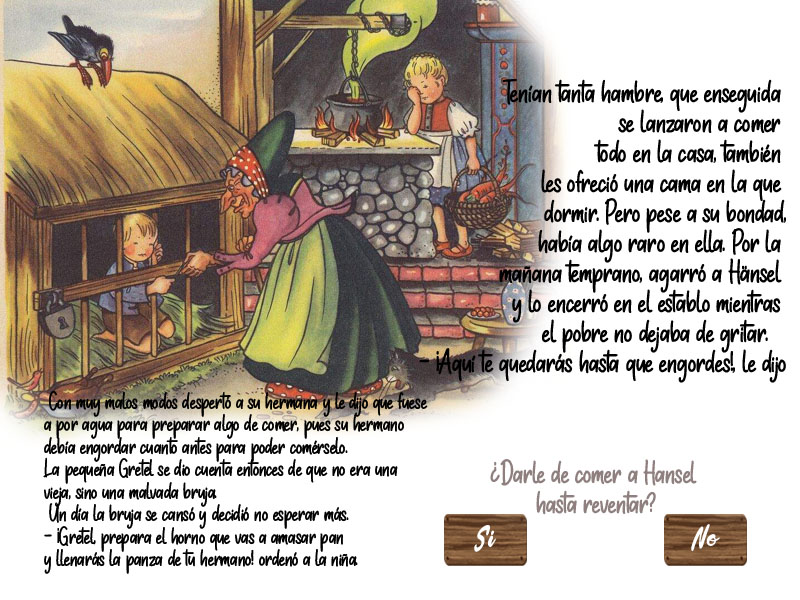 Tenían tanta hambre, que enseguida
se lanzaron a comer
todo en la casa, también
les ofreció una cama en la que
dormir. Pero pese a su bondad,
había algo raro en ella. Por la
mañana temprano, agarró a Hänsel
y lo encerró en el establo mientras
el pobre no dejaba de gritar.
- ¡Aquí te quedarás hasta que engordes!, le dijo
Con muy malos modos despertó a su hermana y le dijo que fuese
a por agua para preparar algo de comer, pues su hermano
debía engordar cuanto antes para poder comérselo.
La pequeña Gretel se dio cuenta entonces de que no era una
vieja, sino una malvada bruja.
Un día la bruja se cansó y decidió no esperar más.
- ¡Gretel, prepara el horno que vas a amasar pan
y llenarás la panza de tu hermano! ordenó a la niña.
¿Darle de comer a Hansel
hasta reventar?
Si
No